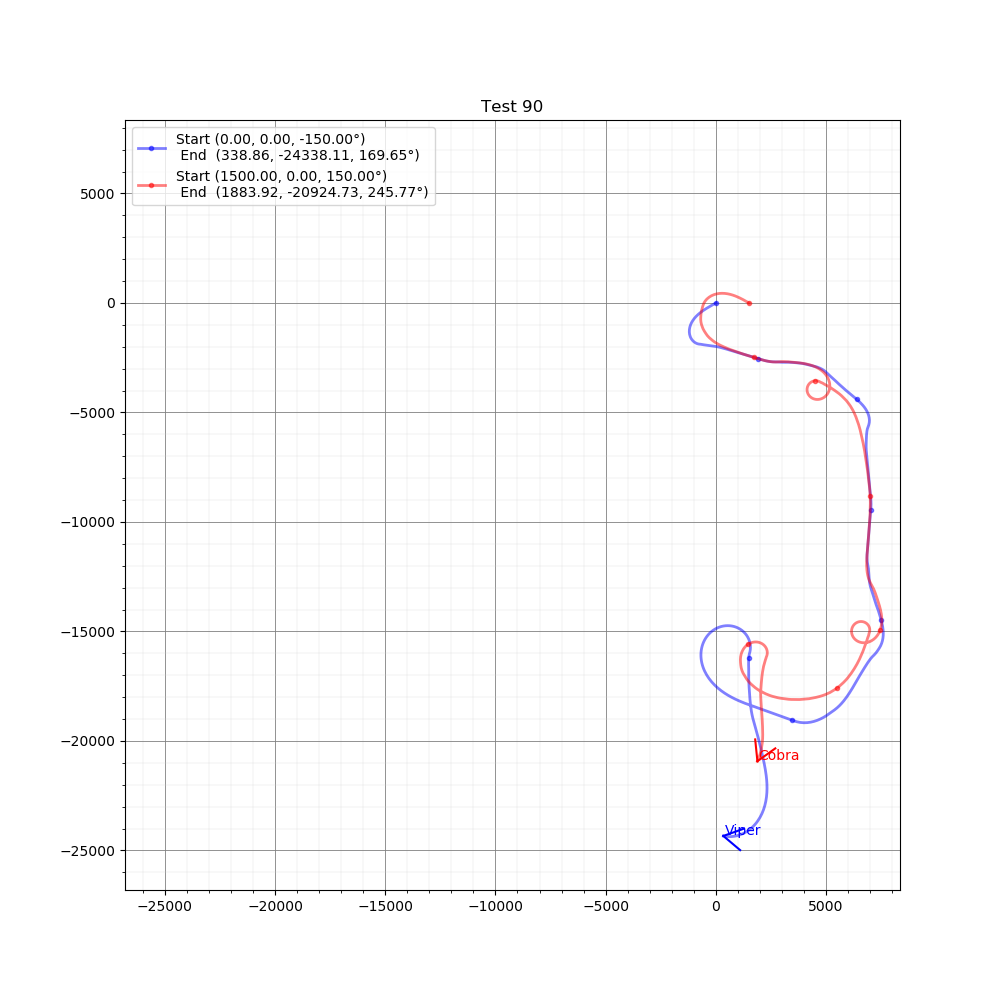 Test 90
Start (0.00, 0.00, -150.00°)
End (338.86, -24338.11, 169.65°)
Start (1500.00, 0.00, 150.00°)
End (1883.92, -20924.73, 245.77°)
5000
0
−5000
−10000
−15000
−20000
−25000
Cobra
Viper
−25000 −20000 −15000 −10000 −5000 0 5000